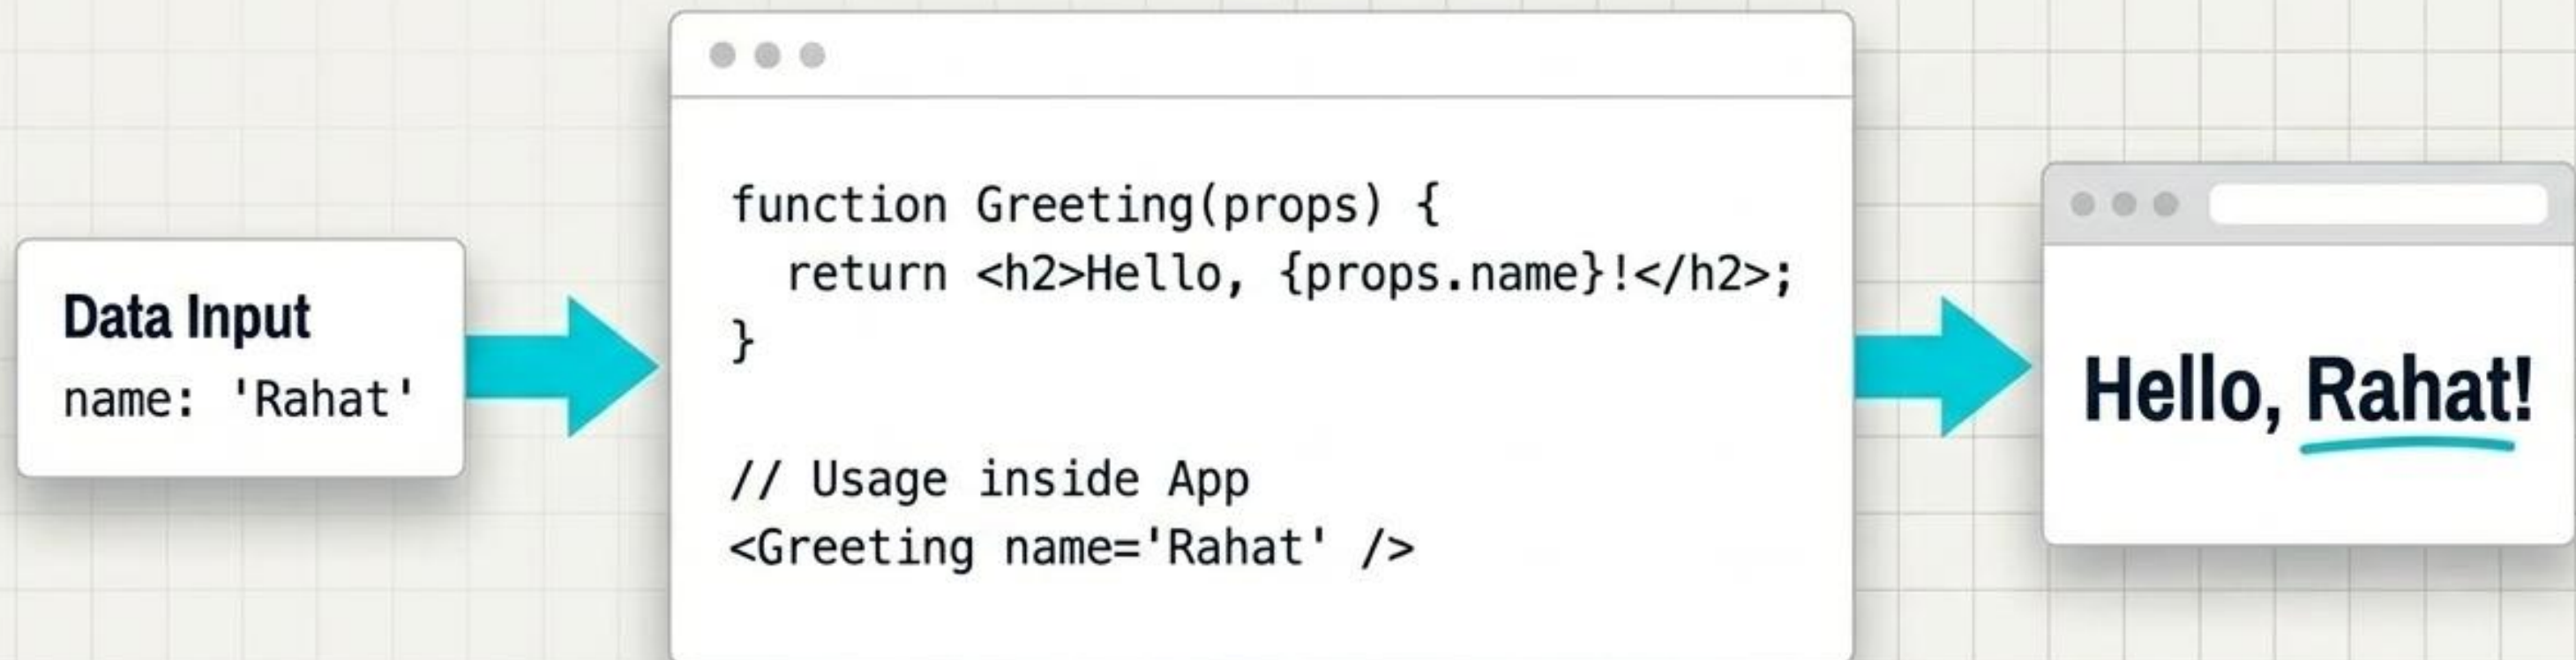 Data Input
name: 'Rahat'
function Greeting(props) {
  return <h2>Hello, {props.name}!</h2>;
}
// Usage inside App
<Greeting name='Rahat' />
Hello, Rahat!